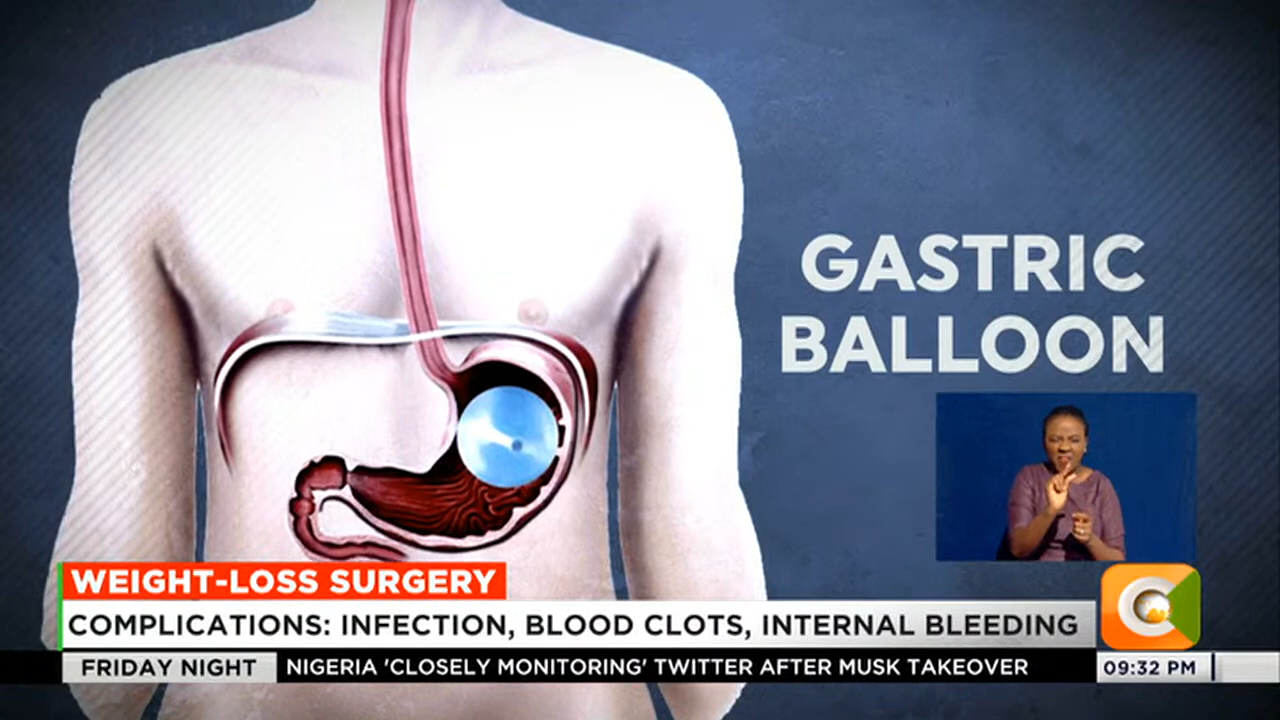 GASTRIC
BALLOON
WEIGHT-LOSS SURGERY
COMPLICATIONS: INFECTION, BLOOD CLOTS, INTERNAL BLEEDING
FRIDAY NIGHT
NIGERIA 'CLOSELY MONITORING' TWITTER AFTER MUSK TAKEOVER
09:32 PM